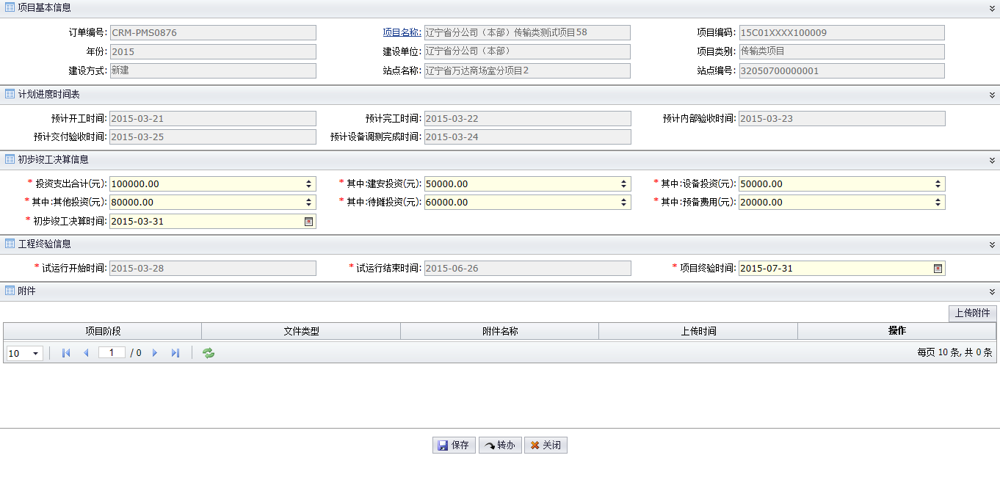 项目基本信息
订单编号: CRM-PMS0876 项目名称: 辽宁省分公司（本部）传输类测试项目58 项目编码: 15C01XXXX100009
年份: 2015 建设单位: 辽宁省分公司（本部） 项目类别: 传输类项目
建设方式: 新建 站点名称: 辽宁省万达商场室分项目2 站点编号: 32050700000001
计划进度时间表
预计开工时间: 2015-03-21 预计完工时间: 2015-03-22 预计内部验收时间: 2015-03-23
预计交付验收时间: 2015-03-25 预计设备调测完成时间: 2015-03-24
初步竣工决算信息
* 投资支出合计(元): 100000.00 * 其中:建安投资(元): 50000.00 * 其中:设备投资(元): 50000.00
* 其中:其他投资(元): 80000.00 * 其中:待摊投资(元): 60000.00 * 其中:预备费用(元): 20000.00
* 初步竣工决算时间: 2015-03-31
工程终验信息
* 试运行开始时间: 2015-03-28 * 试运行结束时间: 2015-06-26 * 项目终验时间: 2015-07-31
附件
上传附件
项目阶段 文件类型 附件名称 上传时间 操作
10 1 / 0 每页 10 条, 共 0 条
保存 转办 关闭